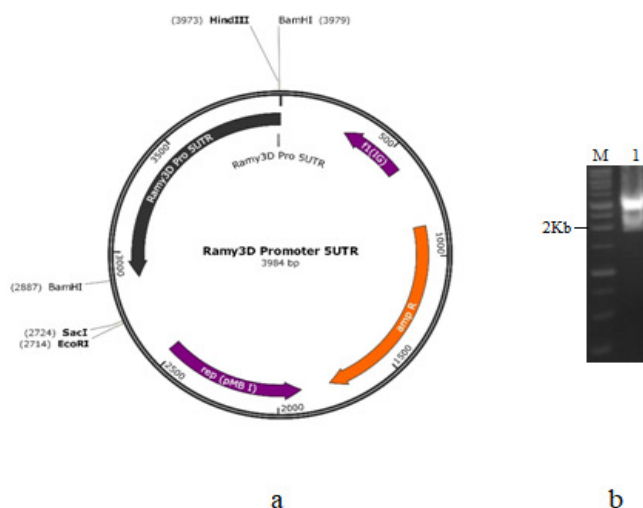 (3973) HindIII BamHI (3979)
500
f1(IG)
3500
Ramy3D Pro 5UTR
Ramy3D Pro 5UTR
M 1
1000
Ramy3D Promoter 5UTR
3984 bp
2Kb
3000
(2887) BamHI
amp R
(2724) SacI
(2714) EcoRI
1500
2500
rep (pMB I)
2000
a b